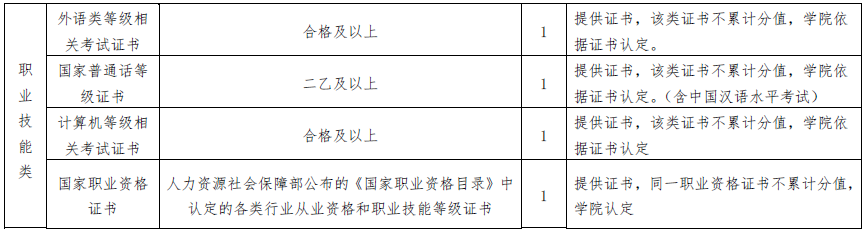 职业技能类
外语类等级相
关考试证书
合格及以上
1
提供证书，该类证书不累计分值，学院依
据证书认定。
国家普通话等
级证书
二乙及以上
1
提供证书，该类证书不累计分值，学院依
据证书认定。（含中国汉语水平考试）
计算机等级相
关考试证书
合格及以上
1
提供证书，该类证书不累计分值，学院依
据证书认定
国家职业资格
证书
人力资源社会保障部公布的《国家职业资格目录》中
认定的各类行业从业资格和职业技能等级证书
1
提供证书，同一职业资格证书不累计分值，
学院认定